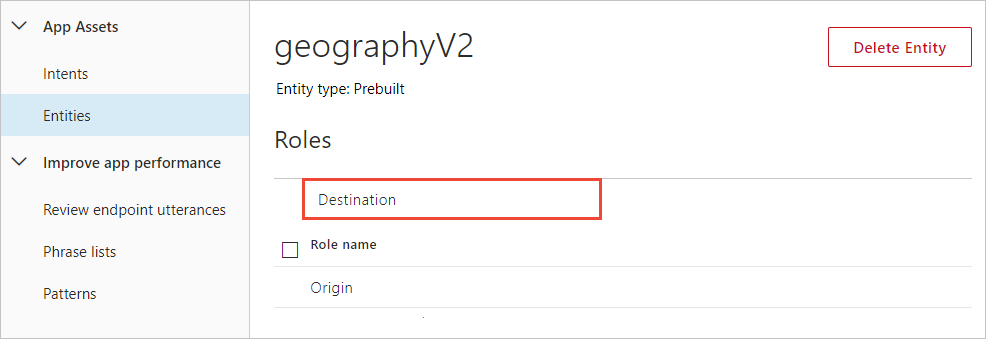 App Assets
Intents
Entities
Improve app performance
Review endpoint utterances
Phrase lists
Patterns
geographyV2
Delete Entity
Entity type: Prebuilt
Roles
Destination
Role name
Origin